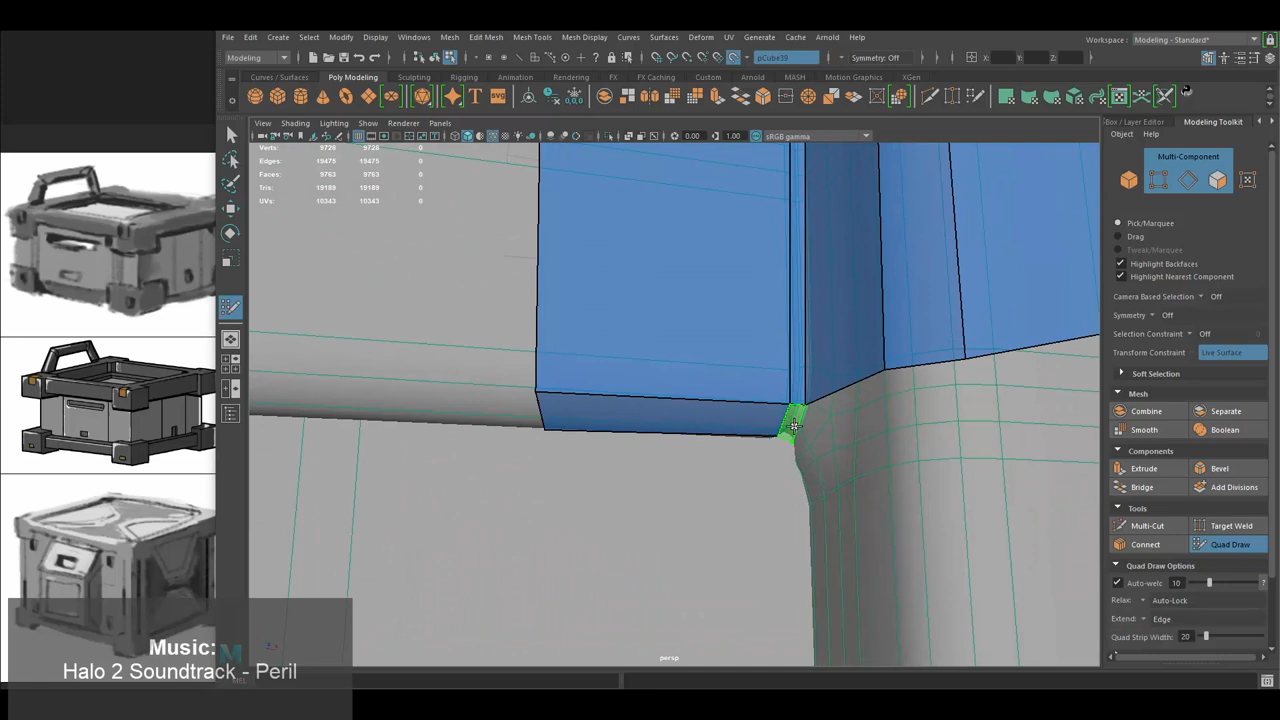 File Edit Create Select Modify Display Windows Mesh Edit Mesh Mesh Tools Mesh Display Curves Surfaces Deform UV Generate Cache Arnold Help
Workspace : Modeling - Standard*
Modeling
pCube39
Symmetry: Off
X: Y: Z:
Curves / Surfaces Poly Modeling Sculpting Rigging Animation Rendering FX FX Caching Custom Arnold MASH Motion Graphics XGen
View Shading Lighting Show Renderer Panels
Box / Layer Editor Modeling Toolkit
Object Help
0.00 1.00 sRGB gamma
Verts: 9728 9728 0
Edges: 19475 19475 0
Faces: 9763 9763 0
Tris: 19189 19189 0
UVs: 10343 10343 0
Multi-Component
Pick/Marquee
Drag
Tweak/Marquee
Highlight Backfaces
Highlight Nearest Component
Camera Based Selection Off
Symmetry Off
Selection Constraint Off
Transform Constraint Live Surface
Soft Selection
Mesh
Combine Separate
Smooth Boolean
Components
Extrude Bevel
Bridge Add Divisions
Tools
Multi-Cut Target Weld
Connect Quad Draw
Quad Draw Options
Auto-weld 10 ?
Relax: Auto-Lock
Extend: Edge
Quad Strip Width: 20
persp
Music:
Halo 2 Soundtrack - Peril
MEL